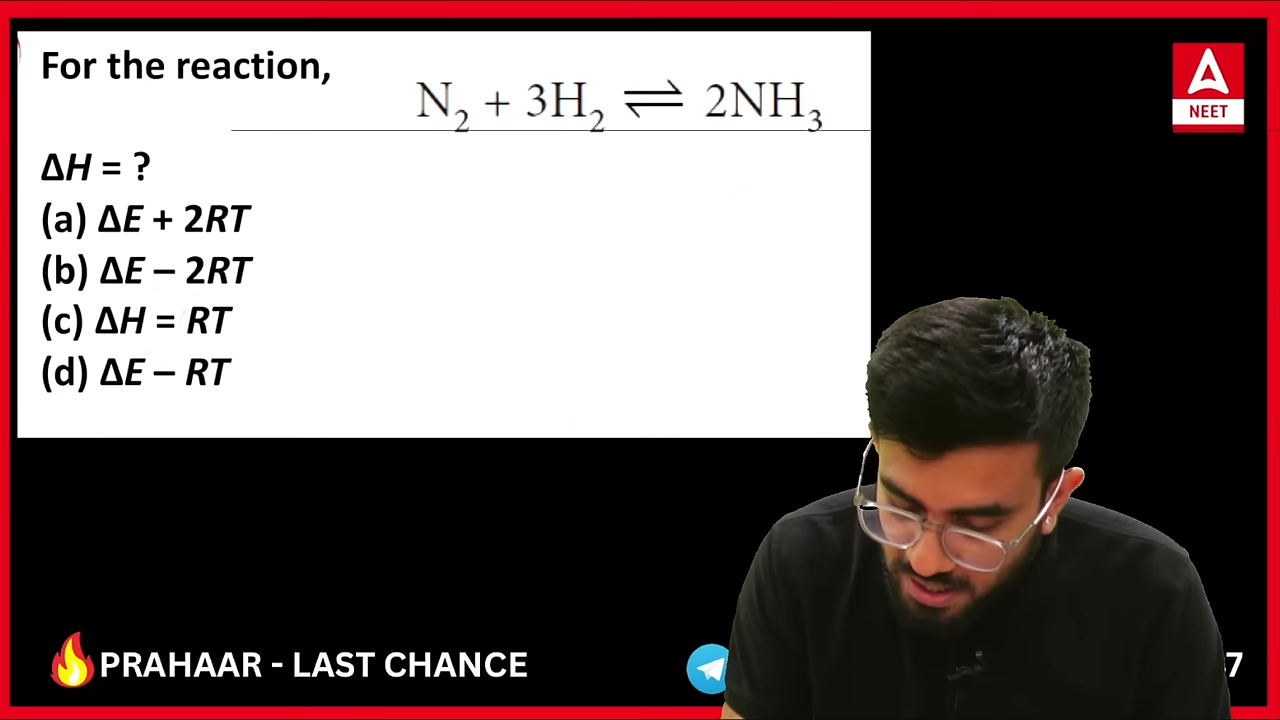 For the reaction,
N₂ + 3H₂ ⇌ 2NH₃
ΔH = ?
(a) ΔE + 2RT
(b) ΔE – 2RT
(c) ΔH = RT
(d) ΔE – RT
NEET
PRAHAAR - LAST CHANCE
7